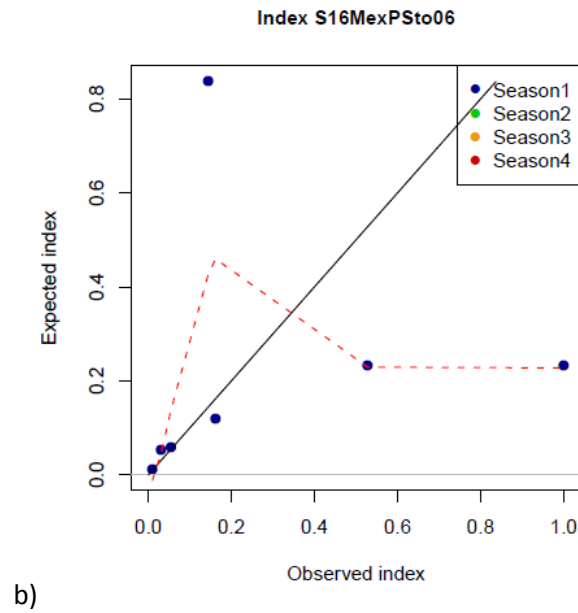 Index S16MexPSto06
Expected index
0.8
0.6
0.4
0.2
0.0
Season1
Season2
Season3
Season4
0.0 0.2 0.4 0.6 0.8 1.0
Observed index
b)